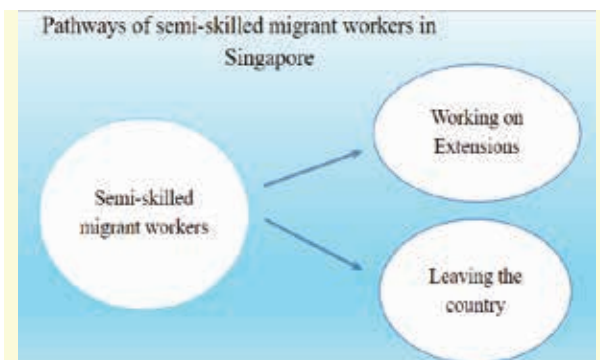 Pathways of semi-skilled migrant workers in
Singapore
Working on
Extensions
Semi-skilled
migrant workers
Leaving the
country